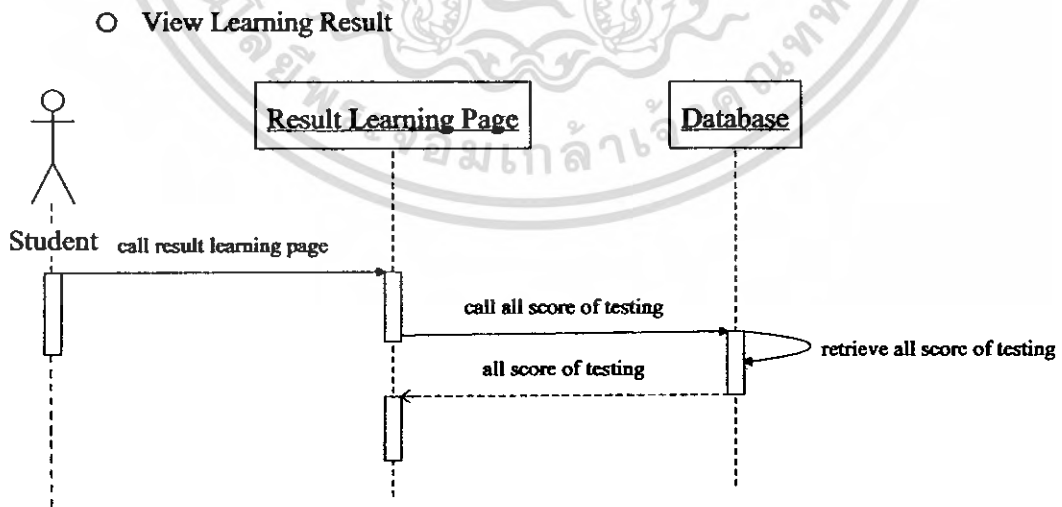 View Learning Result
Result Learning Page
Database
Student
call result learning page
call all score of testing
retrieve all score of testing
all score of testing